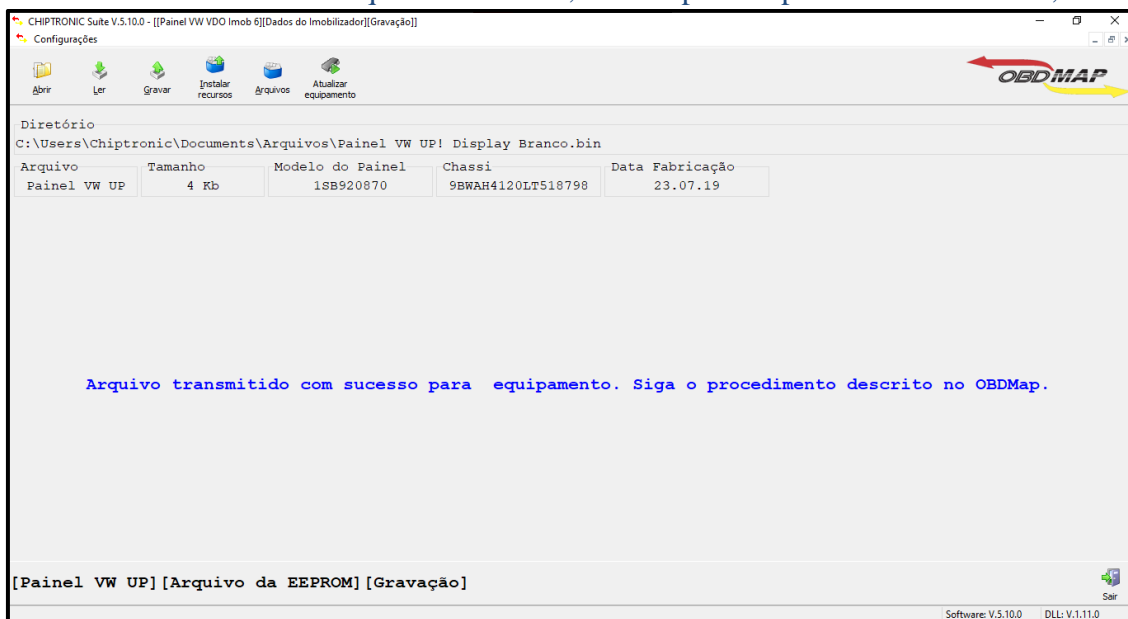 CHIPTRONIC Suite V.5.10.0 - [[Painel VW VDO Imob 6][Dados do Imobilizador][Gravação]]
Configurações
Abrir Ler Gravar Instalar recursos Arquivos Atualizar equipamento
OBDMAP
Diretório
C:\Users\Chiptronic\Documents\Arquivos\Painel VW UP! Display Branco.bin
Arquivo Tamanho Modelo do Painel Chassi Data Fabricação
Painel VW UP 4 Kb 1SB920870 9BWAH4120LT518798 23.07.19
Arquivo transmitido com sucesso para  equipamento. Siga o procedimento descrito no OBDMap.
[Painel VW UP][Arquivo da EEPROM][Gravação]
Sair
Software: V.5.10.0 DLL: V.1.11.0